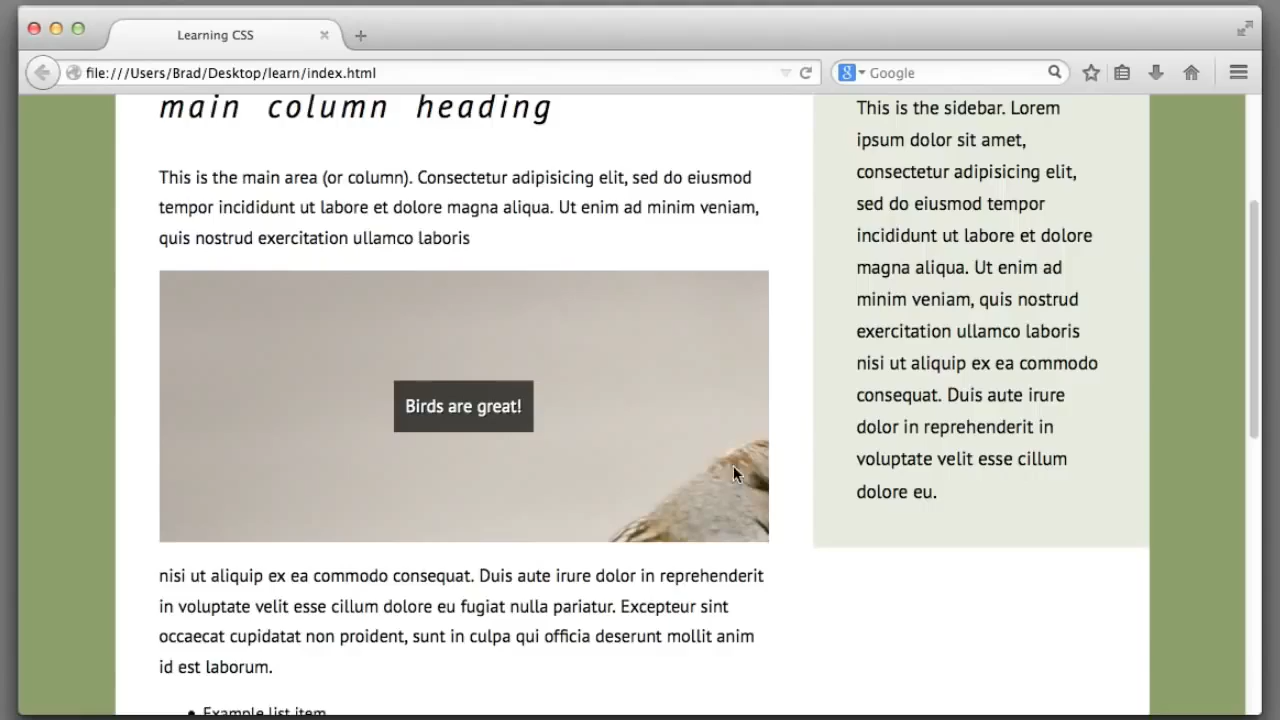 Learning CSS
file:///Users/Brad/Desktop/learn/index.html
Google
main column heading
This is the main area (or column). Consectetur adipisicing elit, sed do eiusmod
tempor incididunt ut labore et dolore magna aliqua. Ut enim ad minim veniam,
quis nostrud exercitation ullamco laboris
Birds are great!
nisi ut aliquip ex ea commodo consequat. Duis aute irure dolor in reprehenderit
in voluptate velit esse cillum dolore eu fugiat nulla pariatur. Excepteur sint
occaecat cupidatat non proident, sunt in culpa qui officia deserunt mollit anim
id est laborum.
• Example list item
This is the sidebar. Lorem
ipsum dolor sit amet,
consectetur adipisicing elit,
sed do eiusmod tempor
incididunt ut labore et dolore
magna aliqua. Ut enim ad
minim veniam, quis nostrud
exercitation ullamco laboris
nisi ut aliquip ex ea commodo
consequat. Duis aute irure
dolor in reprehenderit in
voluptate velit esse cillum
dolore eu.